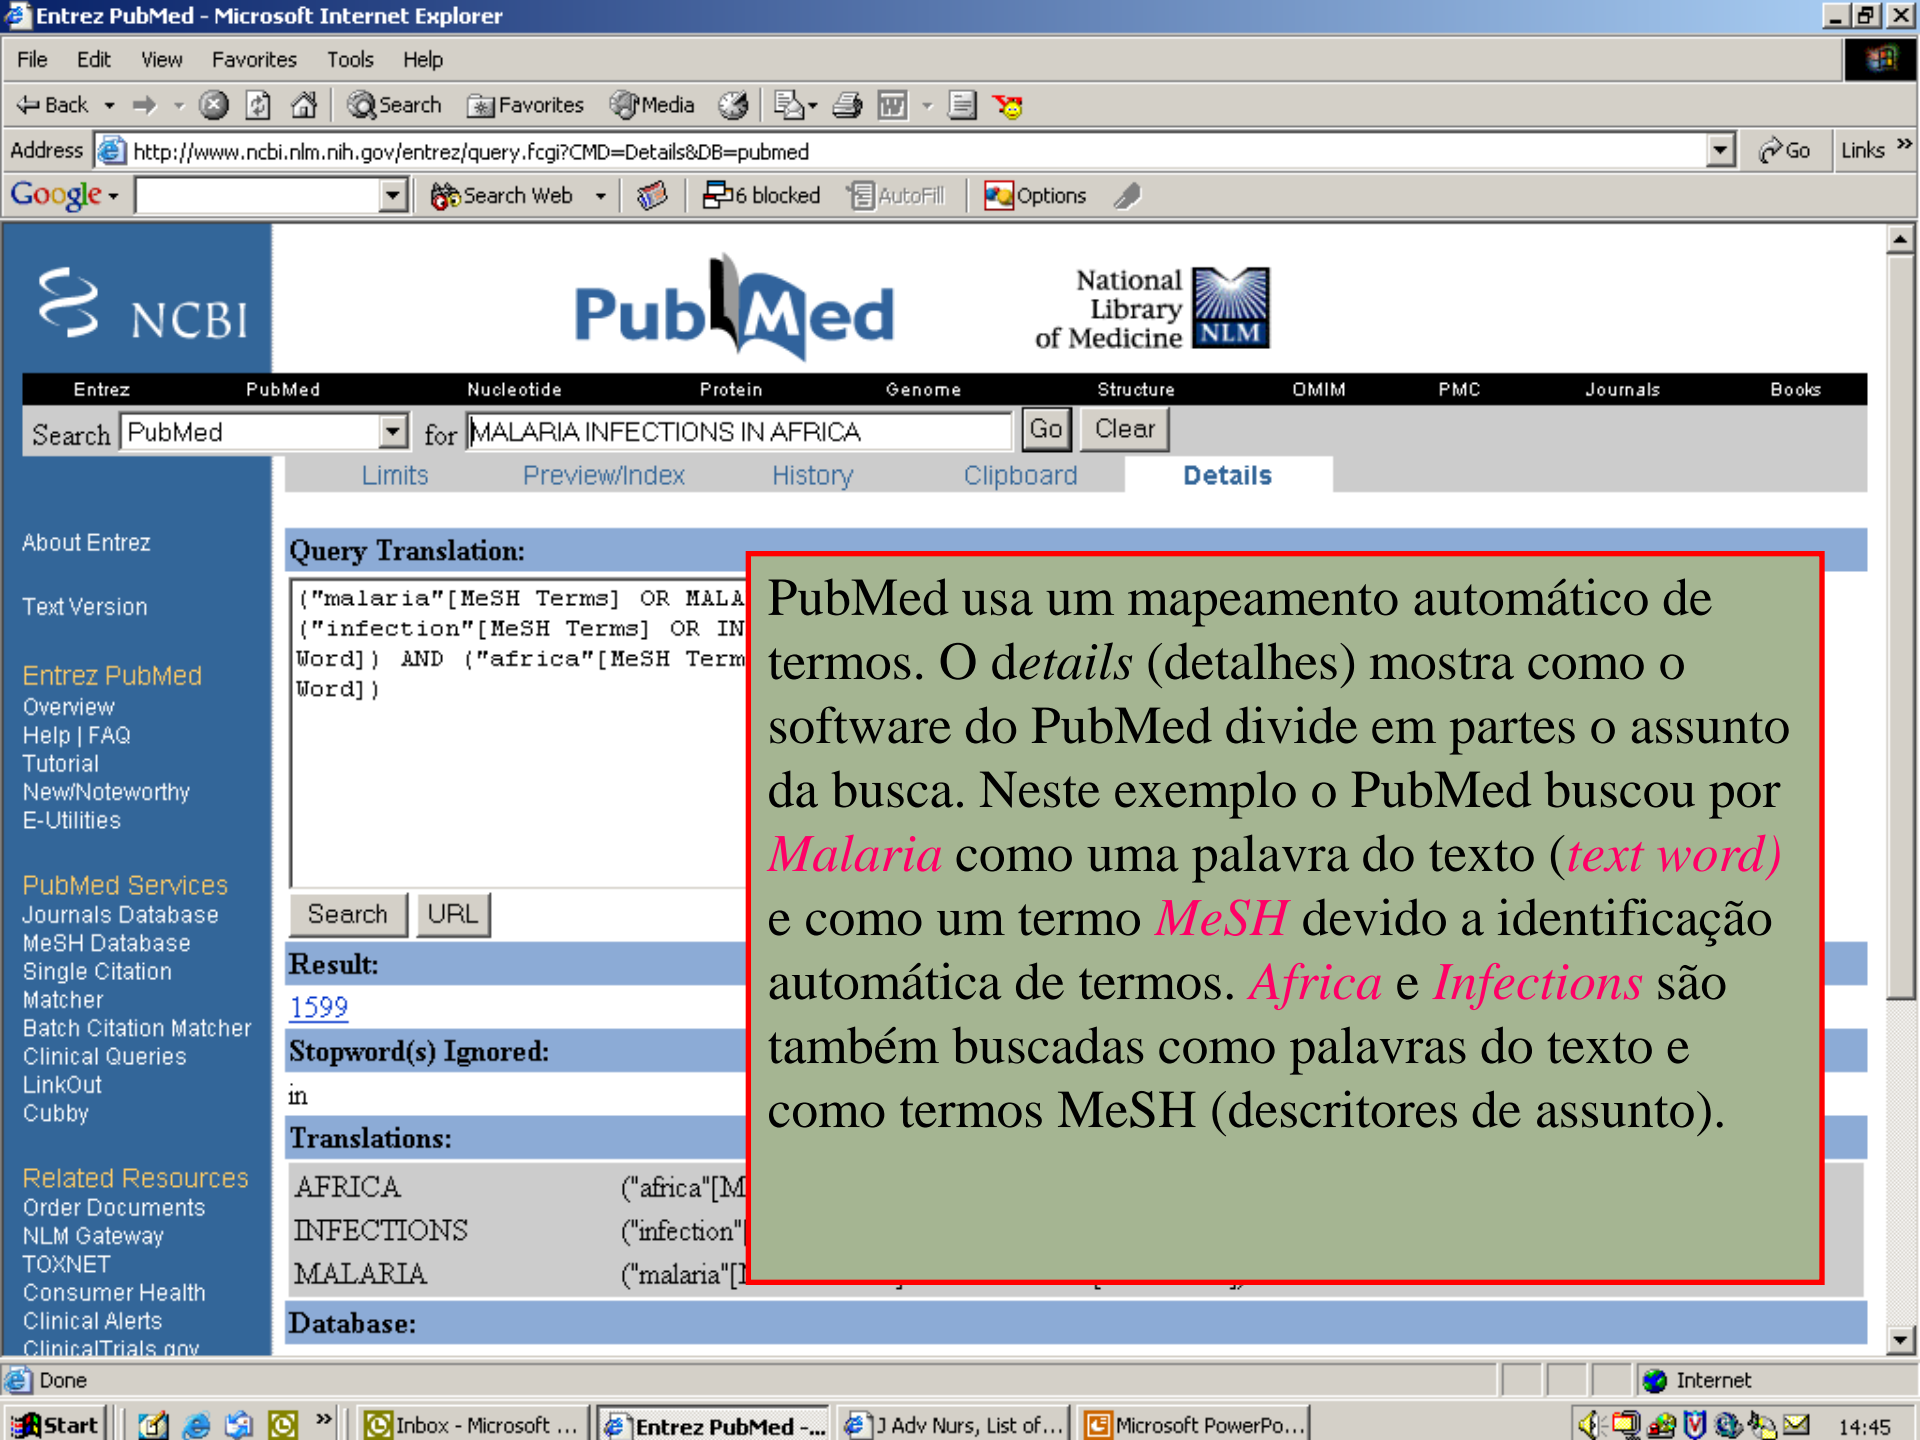 Entrez PubMed - Microsoft Internet Explorer
File Edit View Favorites Tools Help
Back Search Favorites Media
Address http://www.ncbi.nlm.nih.gov/entrez/query.fcgi?CMD=Details&DB=pubmed Go Links »
Google Search Web 6 blocked AutoFill Options
NCBI
PubMed
National
Library
of Medicine NLM
Entrez PubMed Nucleotide Protein Genome Structure OMIM PMC Journals Books
Search PubMed for MALARIA INFECTIONS IN AFRICA Go Clear
Limits Preview/Index History Clipboard Details
About Entrez
Text Version
Entrez PubMed
Overview
Help | FAQ
Tutorial
New/Noteworthy
E-Utilities
PubMed Services
Journals Database
MeSH Database
Single Citation
Matcher
Batch Citation Matcher
Clinical Queries
LinkOut
Cubby
Related Resources
Order Documents
NLM Gateway
TOXNET
Consumer Health
Clinical Alerts
ClinicalTrials.gov
Query Translation:
("malaria"[MeSH Terms] OR MALA
("infection"[MeSH Terms] OR IN
Word]) AND ("africa"[MeSH Term
Word])
Search URL
Result:
1599
Stopword(s) Ignored:
in
Translations:
AFRICA ("africa"[M
INFECTIONS ("infection"[
MALARIA ("malaria"[
Database:
PubMed usa um mapeamento automático de
termos. O details (detalhes) mostra como o
software do PubMed divide em partes o assunto
da busca. Neste exemplo o PubMed buscou por
Malaria como uma palavra do texto (text word)
e como um termo MeSH devido a identificação
automática de termos. Africa e Infections são
também buscadas como palavras do texto e
como termos MeSH (descritores de assunto).
Done Internet
Start » Inbox - Microsoft ... Entrez PubMed -... J Adv Nurs, List of... Microsoft PowerPo... 14:45